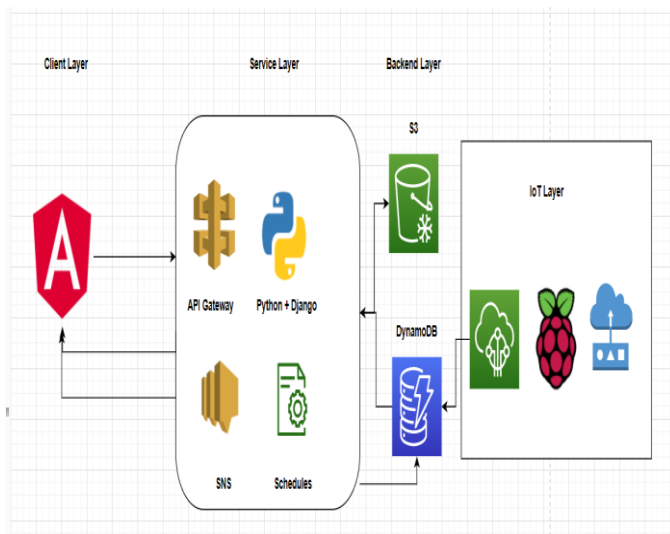 Client Layer
Service Layer
Backend Layer
S3
IoT Layer
API Gateway
Python + Django
DynamoDB
SNS
Schedules